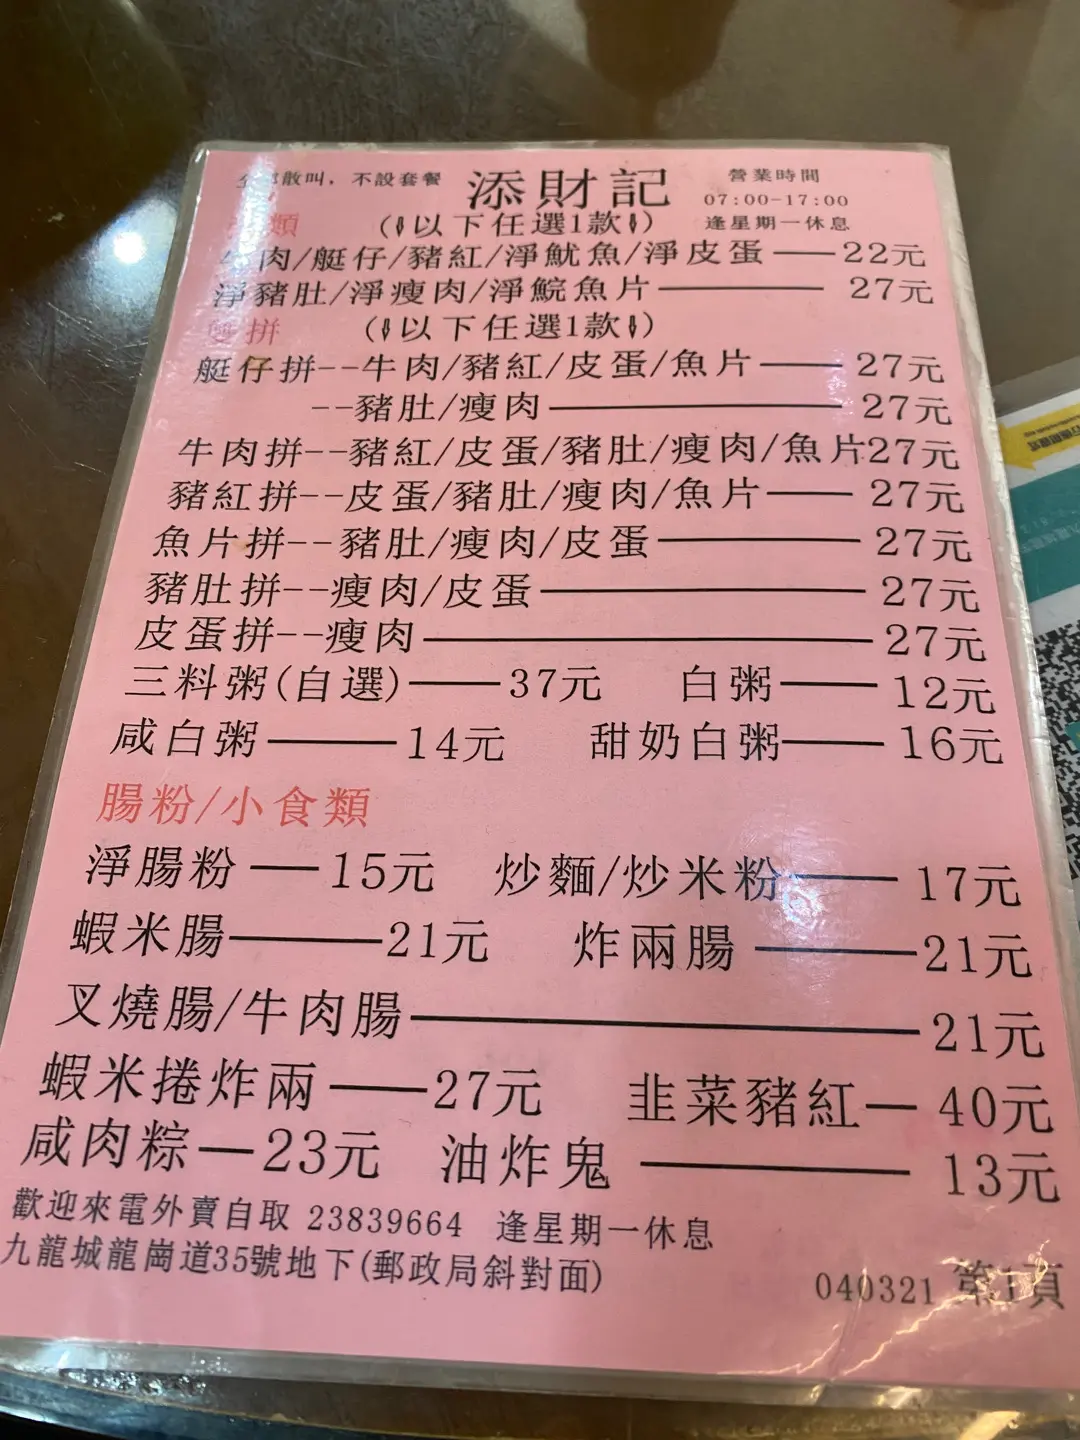 全部散叫，不設套餐 添財記 營業時間
07:00-17:00
類 (⇩以下任選1款⇩) 逢星期一休息
牛肉/艇仔/豬紅/淨魷魚/淨皮蛋——22元
淨豬肚/淨瘦肉/淨鯇魚片————27元
雙拼 (⇩以下任選1款⇩)
艇仔拼--牛肉/豬紅/皮蛋/魚片——27元
--豬肚/瘦肉————27元
牛肉拼--豬紅/皮蛋/豬肚/瘦肉/魚片27元
豬紅拼--皮蛋/豬肚/瘦肉/魚片——27元
魚片拼--豬肚/瘦肉/皮蛋————27元
豬肚拼--瘦肉/皮蛋————27元
皮蛋拼--瘦肉————27元
三料粥(自選)——37元 白粥——12元
咸白粥——14元 甜奶白粥——16元
腸粉/小食類
淨腸粉—15元 炒麵/炒米粉——17元
蝦米腸——21元 炸兩腸——21元
叉燒腸/牛肉腸————21元
蝦米捲炸兩——27元 韭菜豬紅—40元
咸肉粽—23元 油炸鬼——13元
歡迎來電外賣自取 23839664 逢星期一休息
九龍城龍崗道35號地下(郵政局斜對面)
040321 第1頁